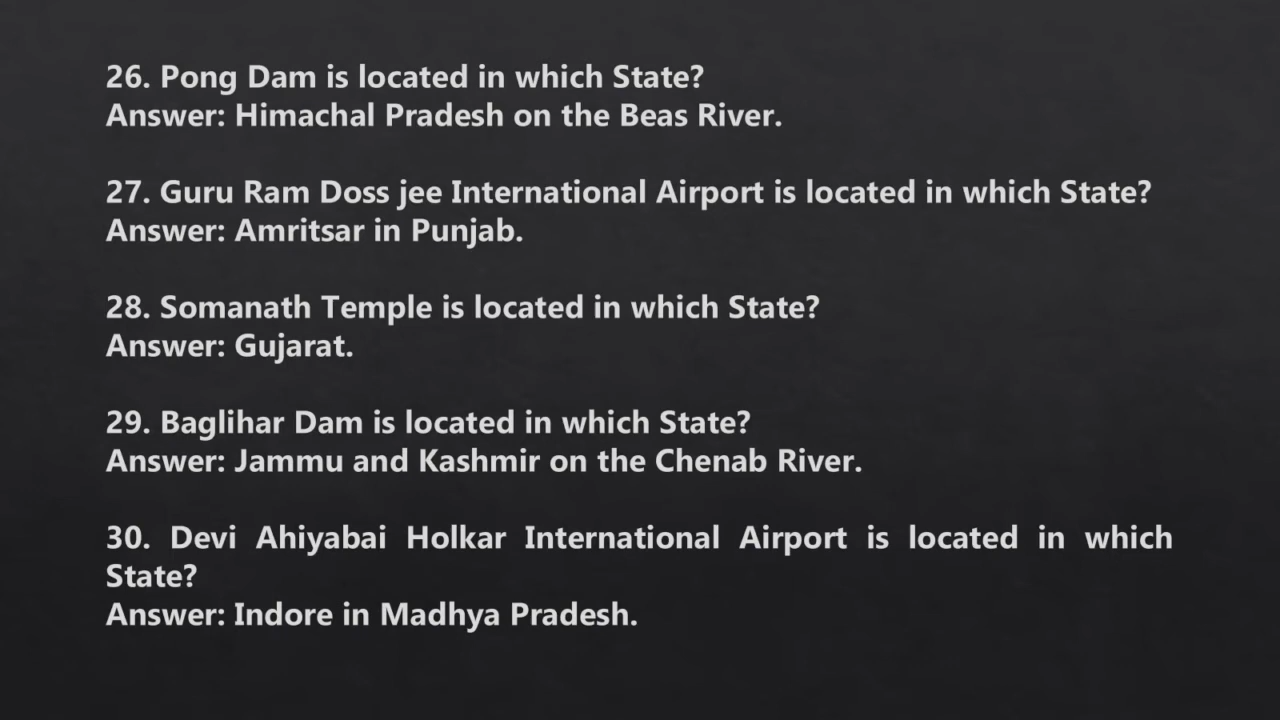 26. Pong Dam is located in which State?
Answer: Himachal Pradesh on the Beas River.
27. Guru Ram Doss jee International Airport is located in which State?
Answer: Amritsar in Punjab.
28. Somanath Temple is located in which State?
Answer: Gujarat.
29. Baglihar Dam is located in which State?
Answer: Jammu and Kashmir on the Chenab River.
30. Devi Ahiyabai Holkar International Airport is located in which
State?
Answer: Indore in Madhya Pradesh.